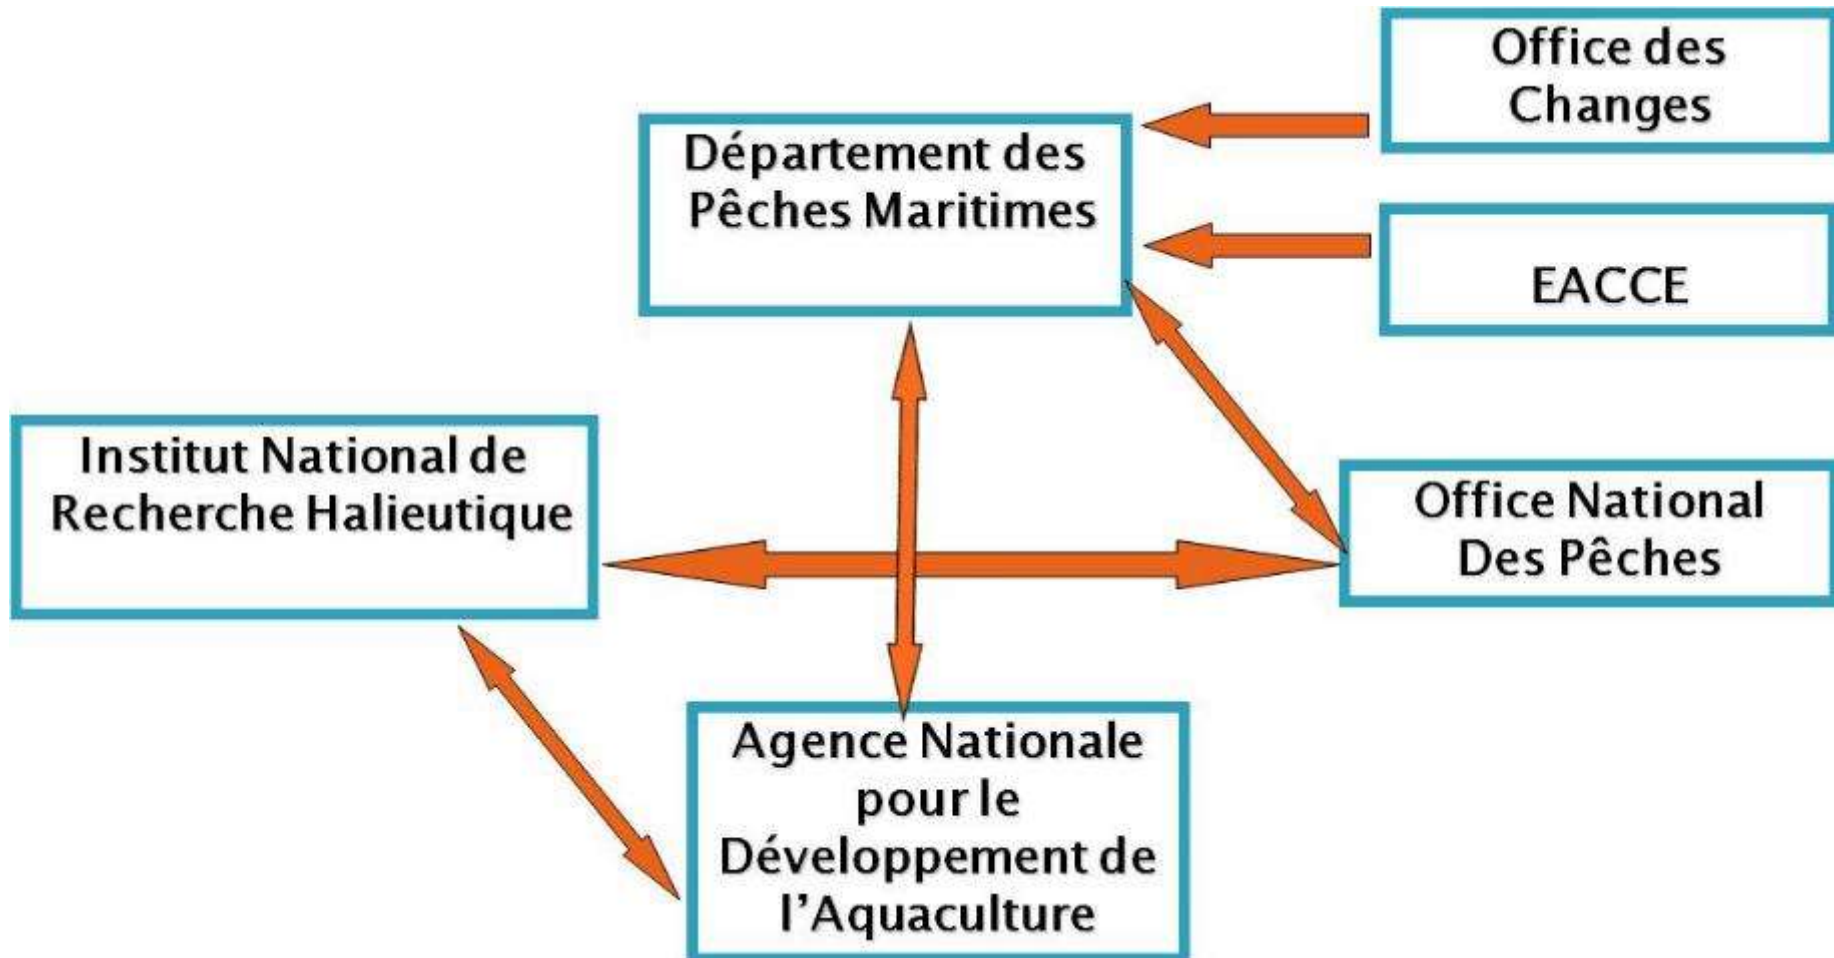 Office des
Changes
Département des
Pêches Maritimes
EACCE
Institut National de
Recherche Halieutique
Office National
Des Pêches
Agence Nationale
pour le
Développement de
l’Aquaculture